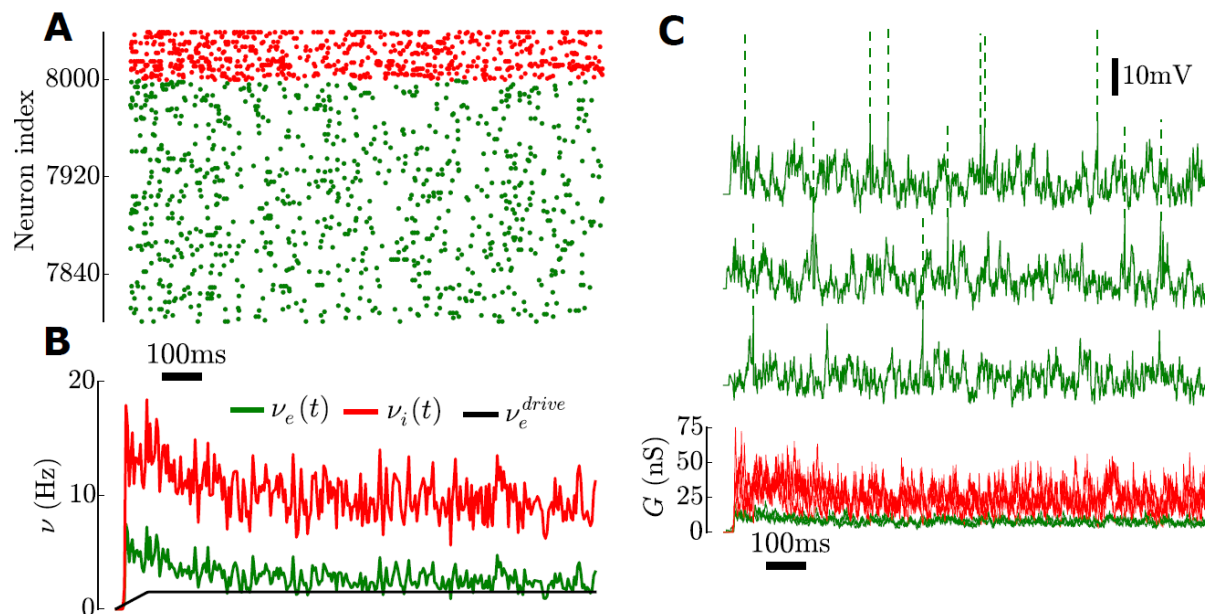 A
Neuron index
8000
7920
7840
B
100ms
20
10
0
ν (Hz)
ν_e(t) ν_i(t) ν_e^{drive}
C
10mV
75
50
25
0
G (nS)
100ms